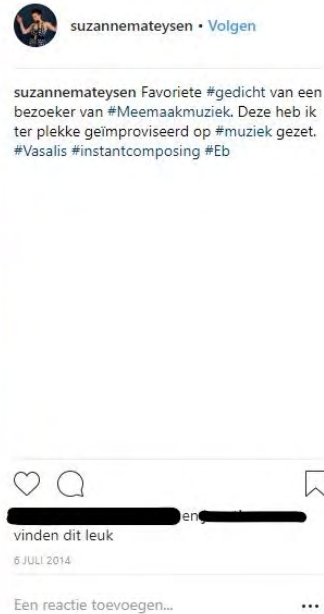 suzannemateysen • Volgen
suzannemateysen Favoriete #gedicht van een
bezoeker van #Meemaakmuziek. Deze heb ik
ter plekke geïmproviseerd op #muziek gezet.
#Vasalis #instantcomposing #Eb
en
vinden dit leuk
6 JULI 2014
Een reactie toevoegen...